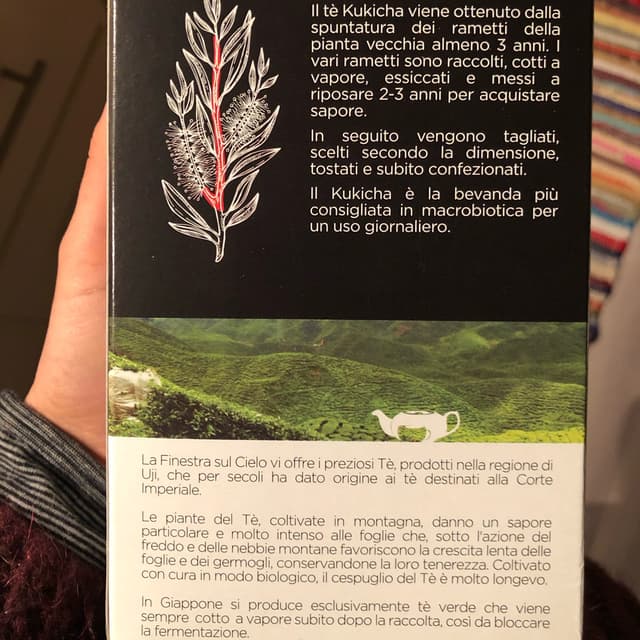 Il tè Kukicha viene ottenuto dalla
spuntatura dei rametti della
pianta vecchia almeno 3 anni. I
vari rametti sono raccolti, cotti a
vapore, essiccati e messi a
riposare 2-3 anni per acquistare
sapore.
In seguito vengono tagliati,
scelti secondo la dimensione,
tostati e subito confezionati.
Il Kukicha è la bevanda più
consigliata in macrobiotica per
un uso giornaliero.
La Finestra sul Cielo vi offre i preziosi Tè, prodotti nella regione di
Uji, che per secoli ha dato origine ai tè destinati alla Corte
Imperiale.
Le piante del Tè, coltivate in montagna, danno un sapore
particolare e molto intenso alle foglie che, sotto l'azione del
freddo e delle nebbie montane favoriscono la crescita lenta delle
foglie e dei germogli, conservandone la loro tenerezza. Coltivato
con cura in modo biologico, il cespuglio del Tè è molto longevo.
In Giappone si produce esclusivamente tè verde che viene
sempre cotto a vapore subito dopo la raccolta, così da bloccare
la fermentazione.